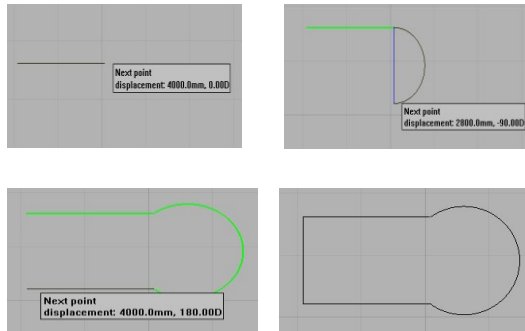 Next point
displacement: 4000.0mm, 0.00D
Next point
displacement: 2800.0mm, -90.00D
Next point
displacement: 4000.0mm, 180.00D